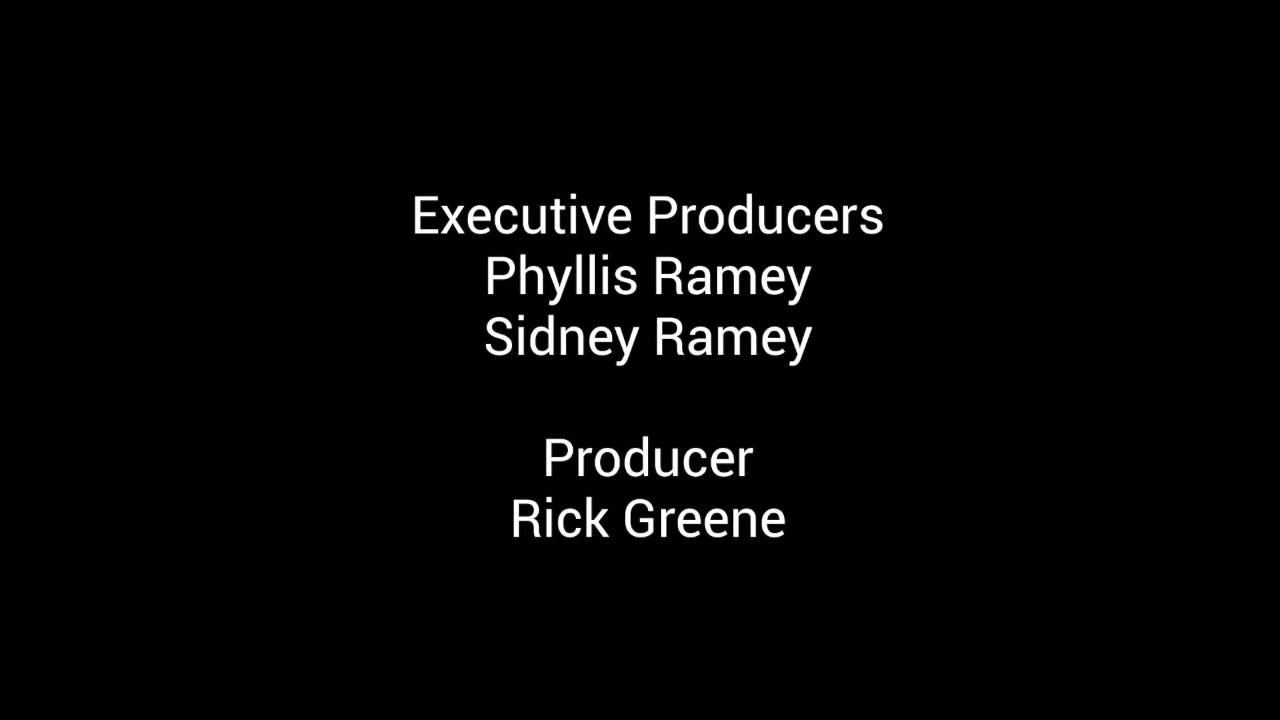 Executive Producers
Phyllis Ramey
Sidney Ramey
Producer
Rick Greene